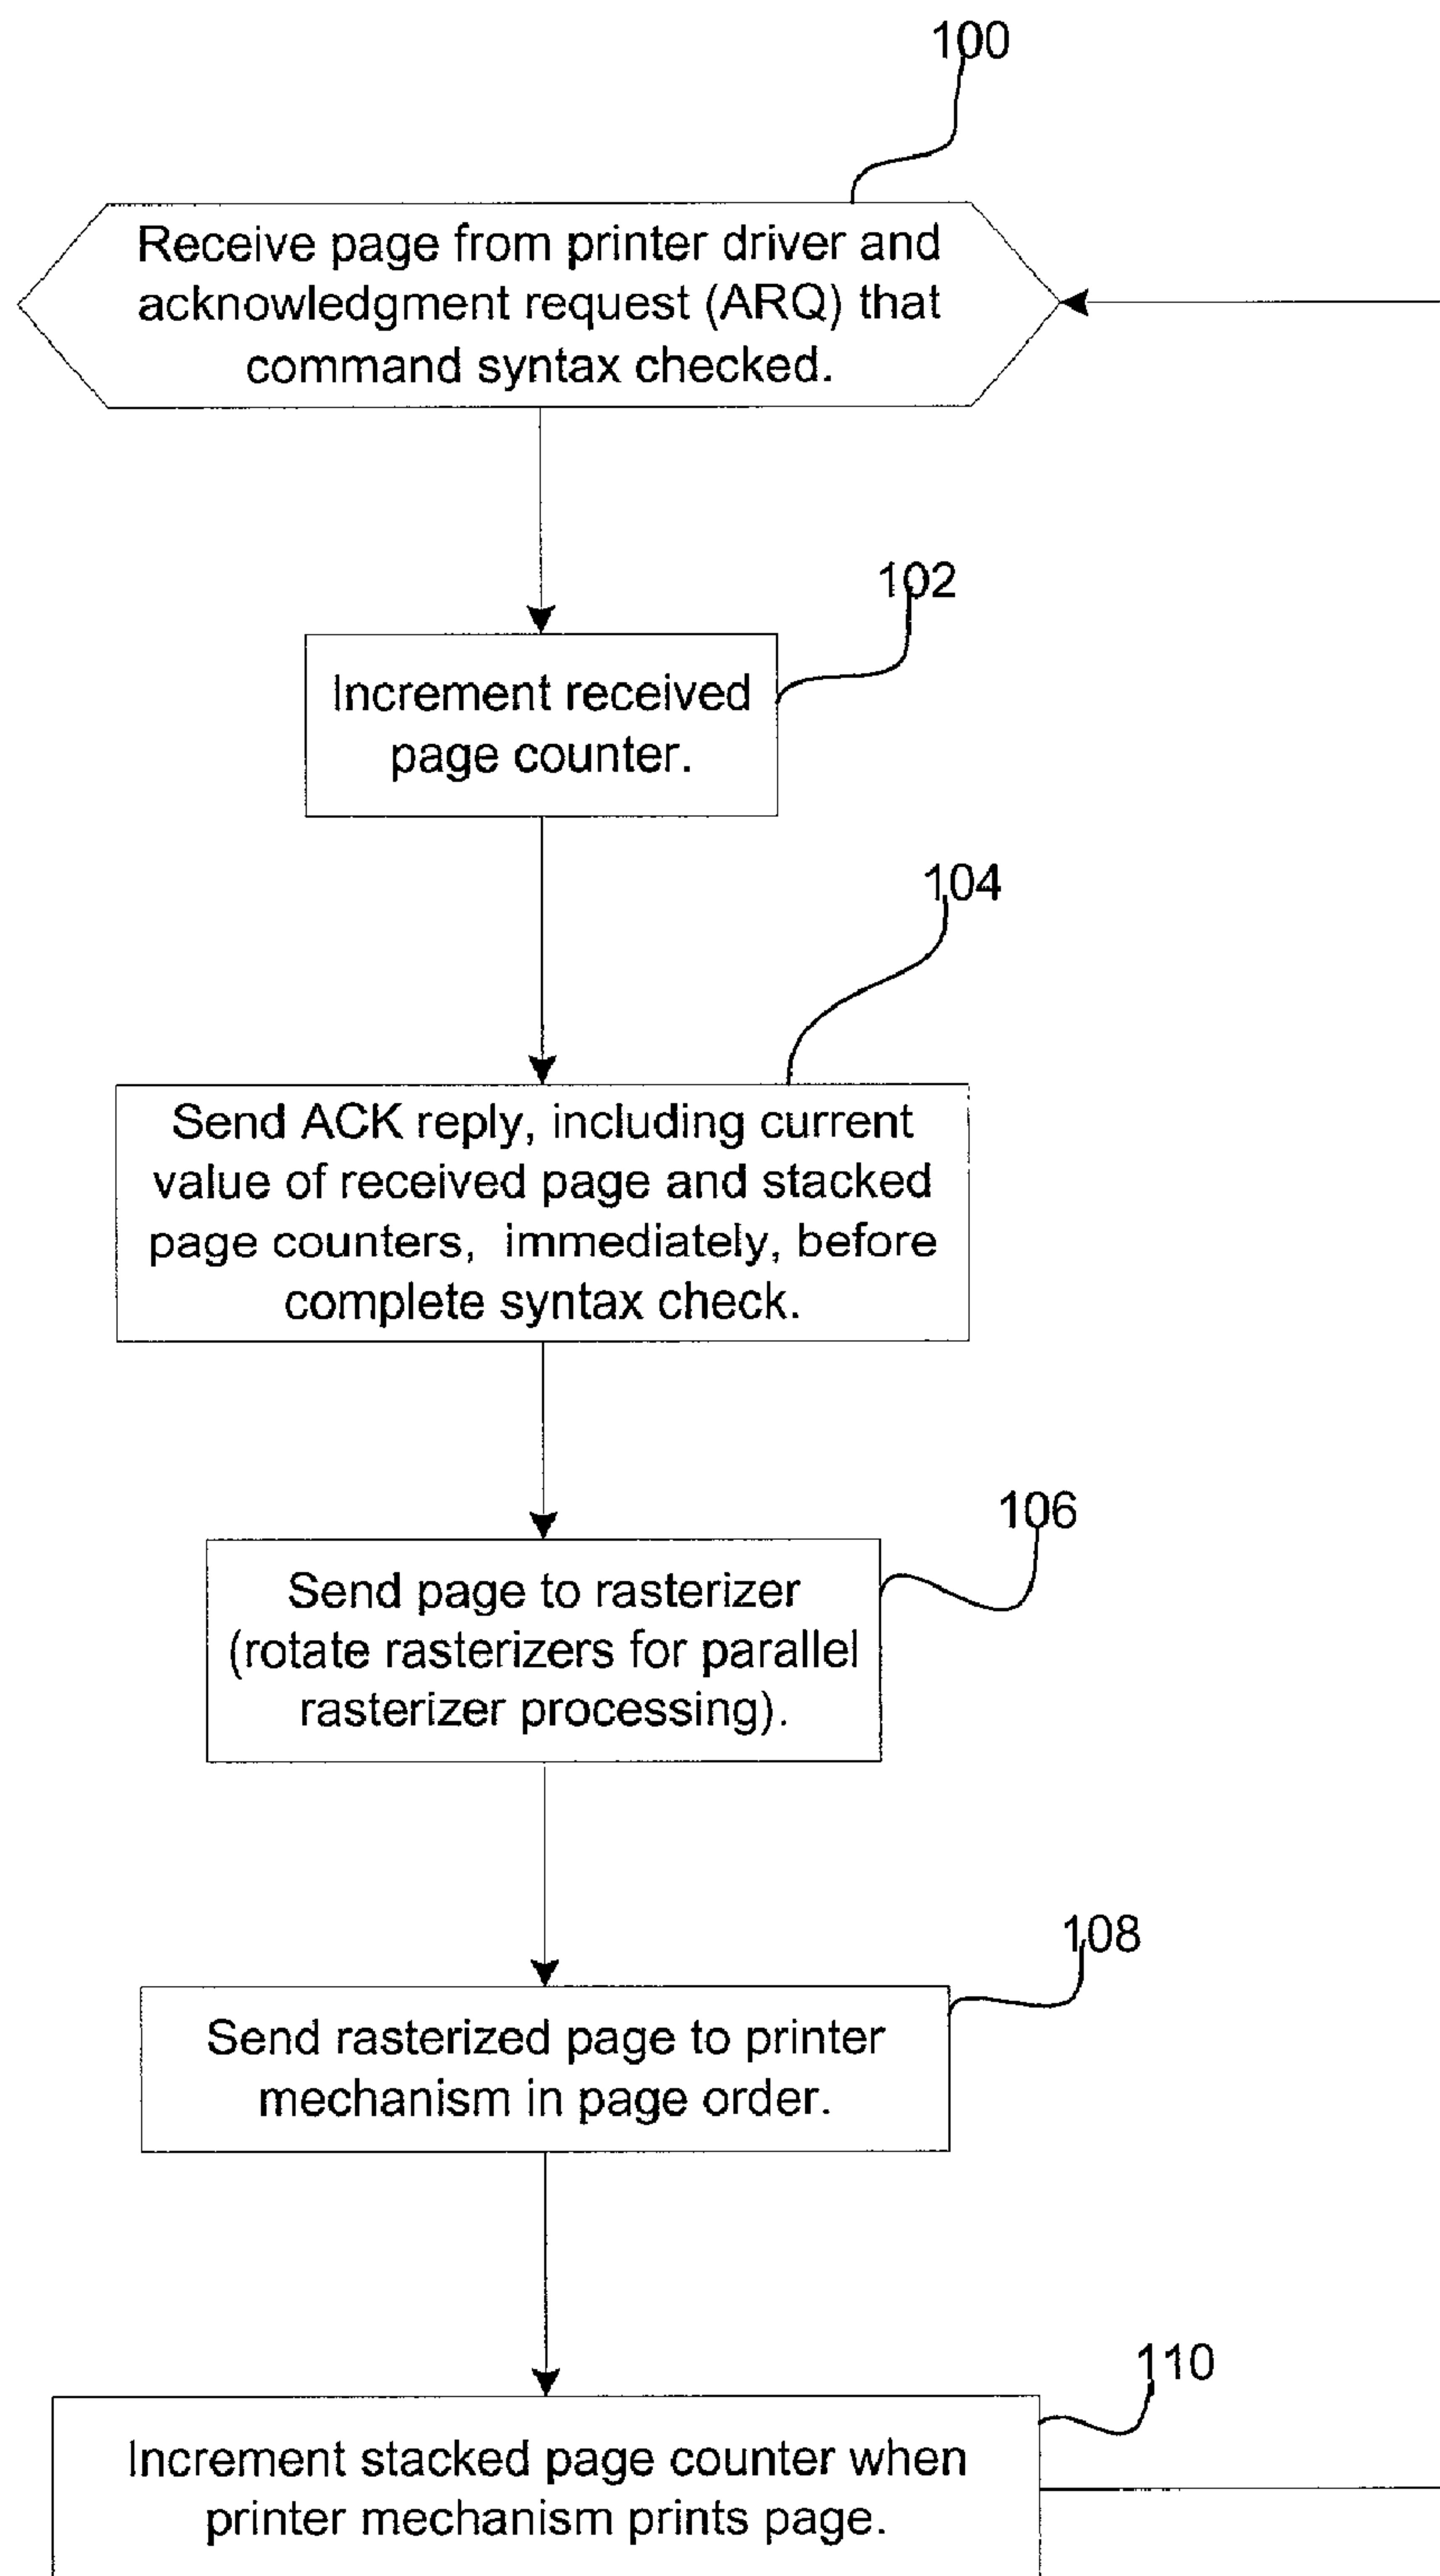 100
Receive page from printer driver and
acknowledgment request (ARQ) that
command syntax checked.
102
Increment received
page counter.
104
Send ACK reply, including current
value of received page and stacked
page counters, immediately, before
complete syntax check.
106
Send page to rasterizer
(rotate rasterizers for parallel
rasterizer processing).
108
Send rasterized page to printer
mechanism in page order.
110
Increment stacked page counter when
printer mechanism prints page.